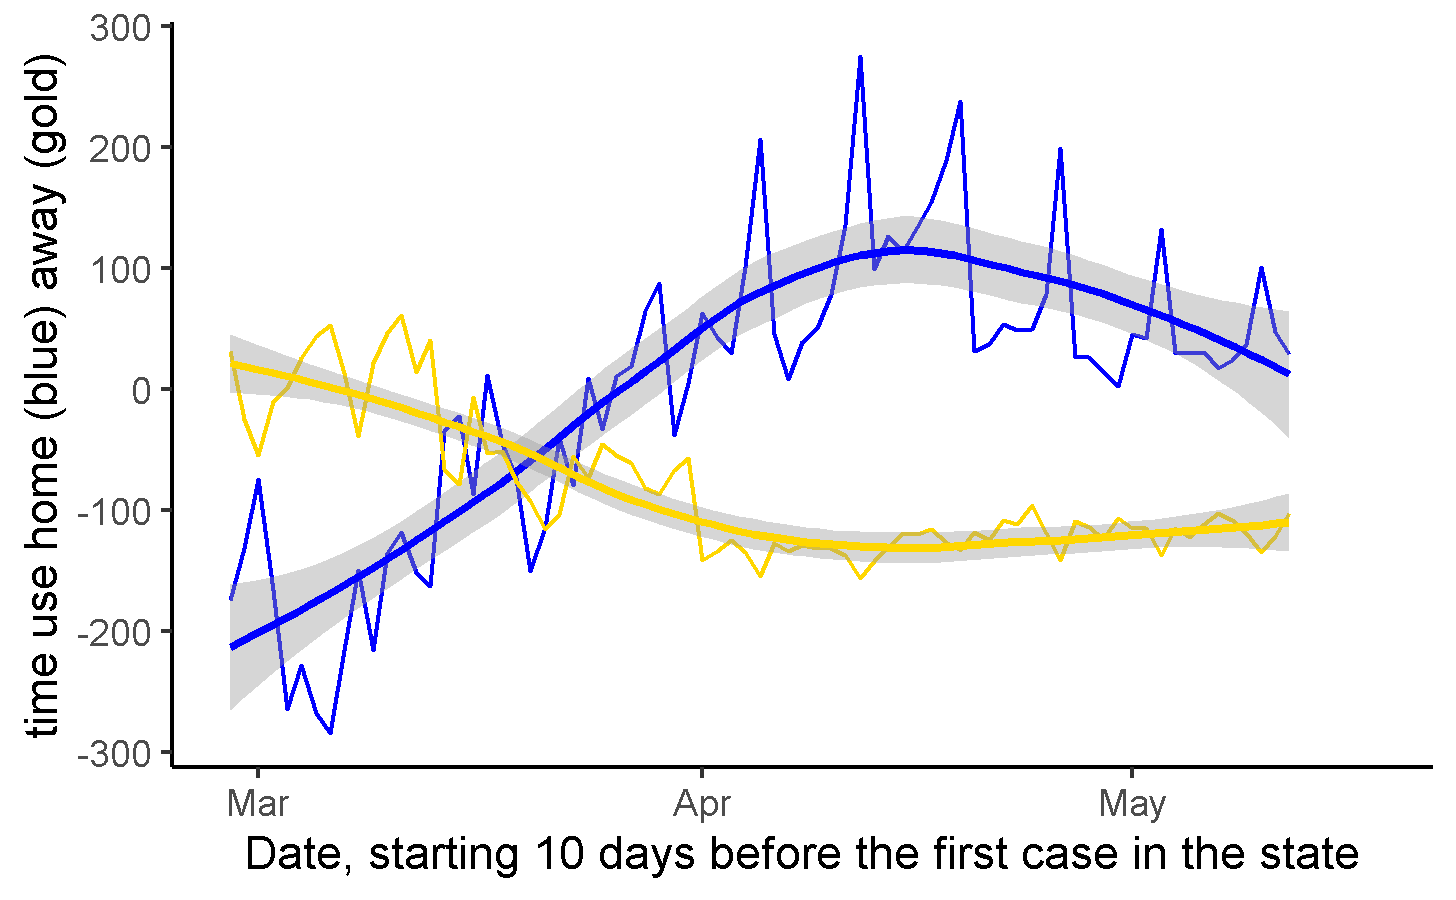 time use home (blue) away (gold)
300
200
100
0
-100
-200
-300
Mar
Apr
May
Date, starting 10 days before the first case in the state